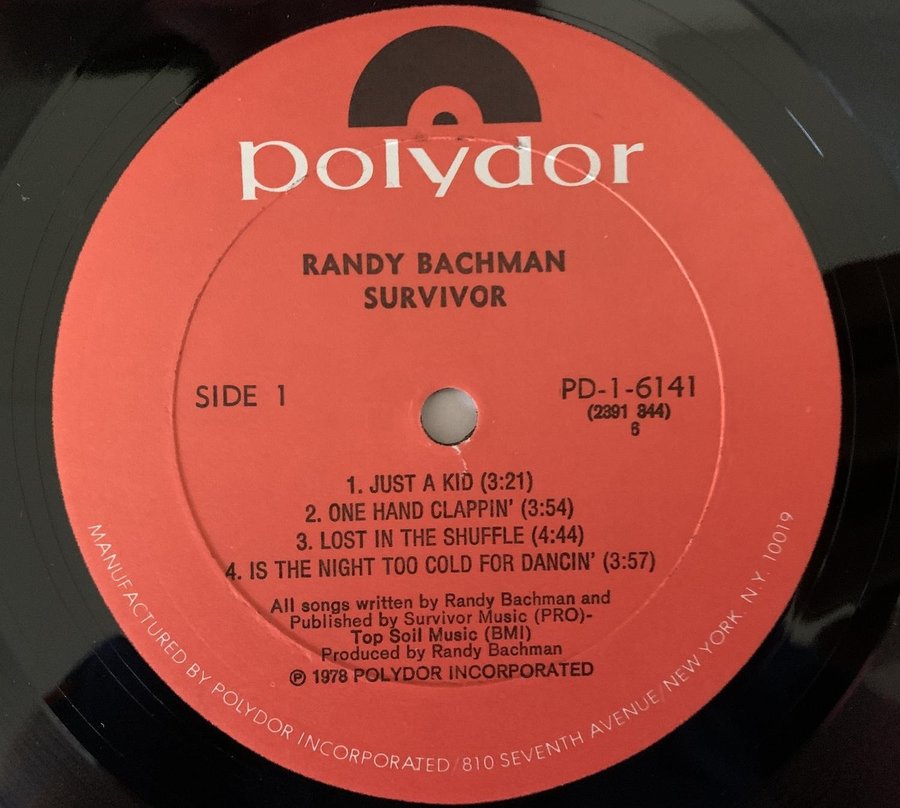 polydor
RANDY BACHMAN
SURVIVOR
SIDE 1
PD-1-6141
(2391 344)
6
1. JUST A KID (3:21)
2. ONE HAND CLAPPIN' (3:54)
3. LOST IN THE SHUFFLE (4:44)
4. IS THE NIGHT TOO COLD FOR DANCIN' (3:57)
All songs written by Randy Bachman and
Published by Survivor Music (PRO)-
Top Soil Music (BMI)
Produced by Randy Bachman
℗ 1978 POLYDOR INCORPORATED
MANUFACTURED BY POLYDOR INCORPORATED/810 SEVENTH AVENUE/NEW YORK, N.Y. 10019